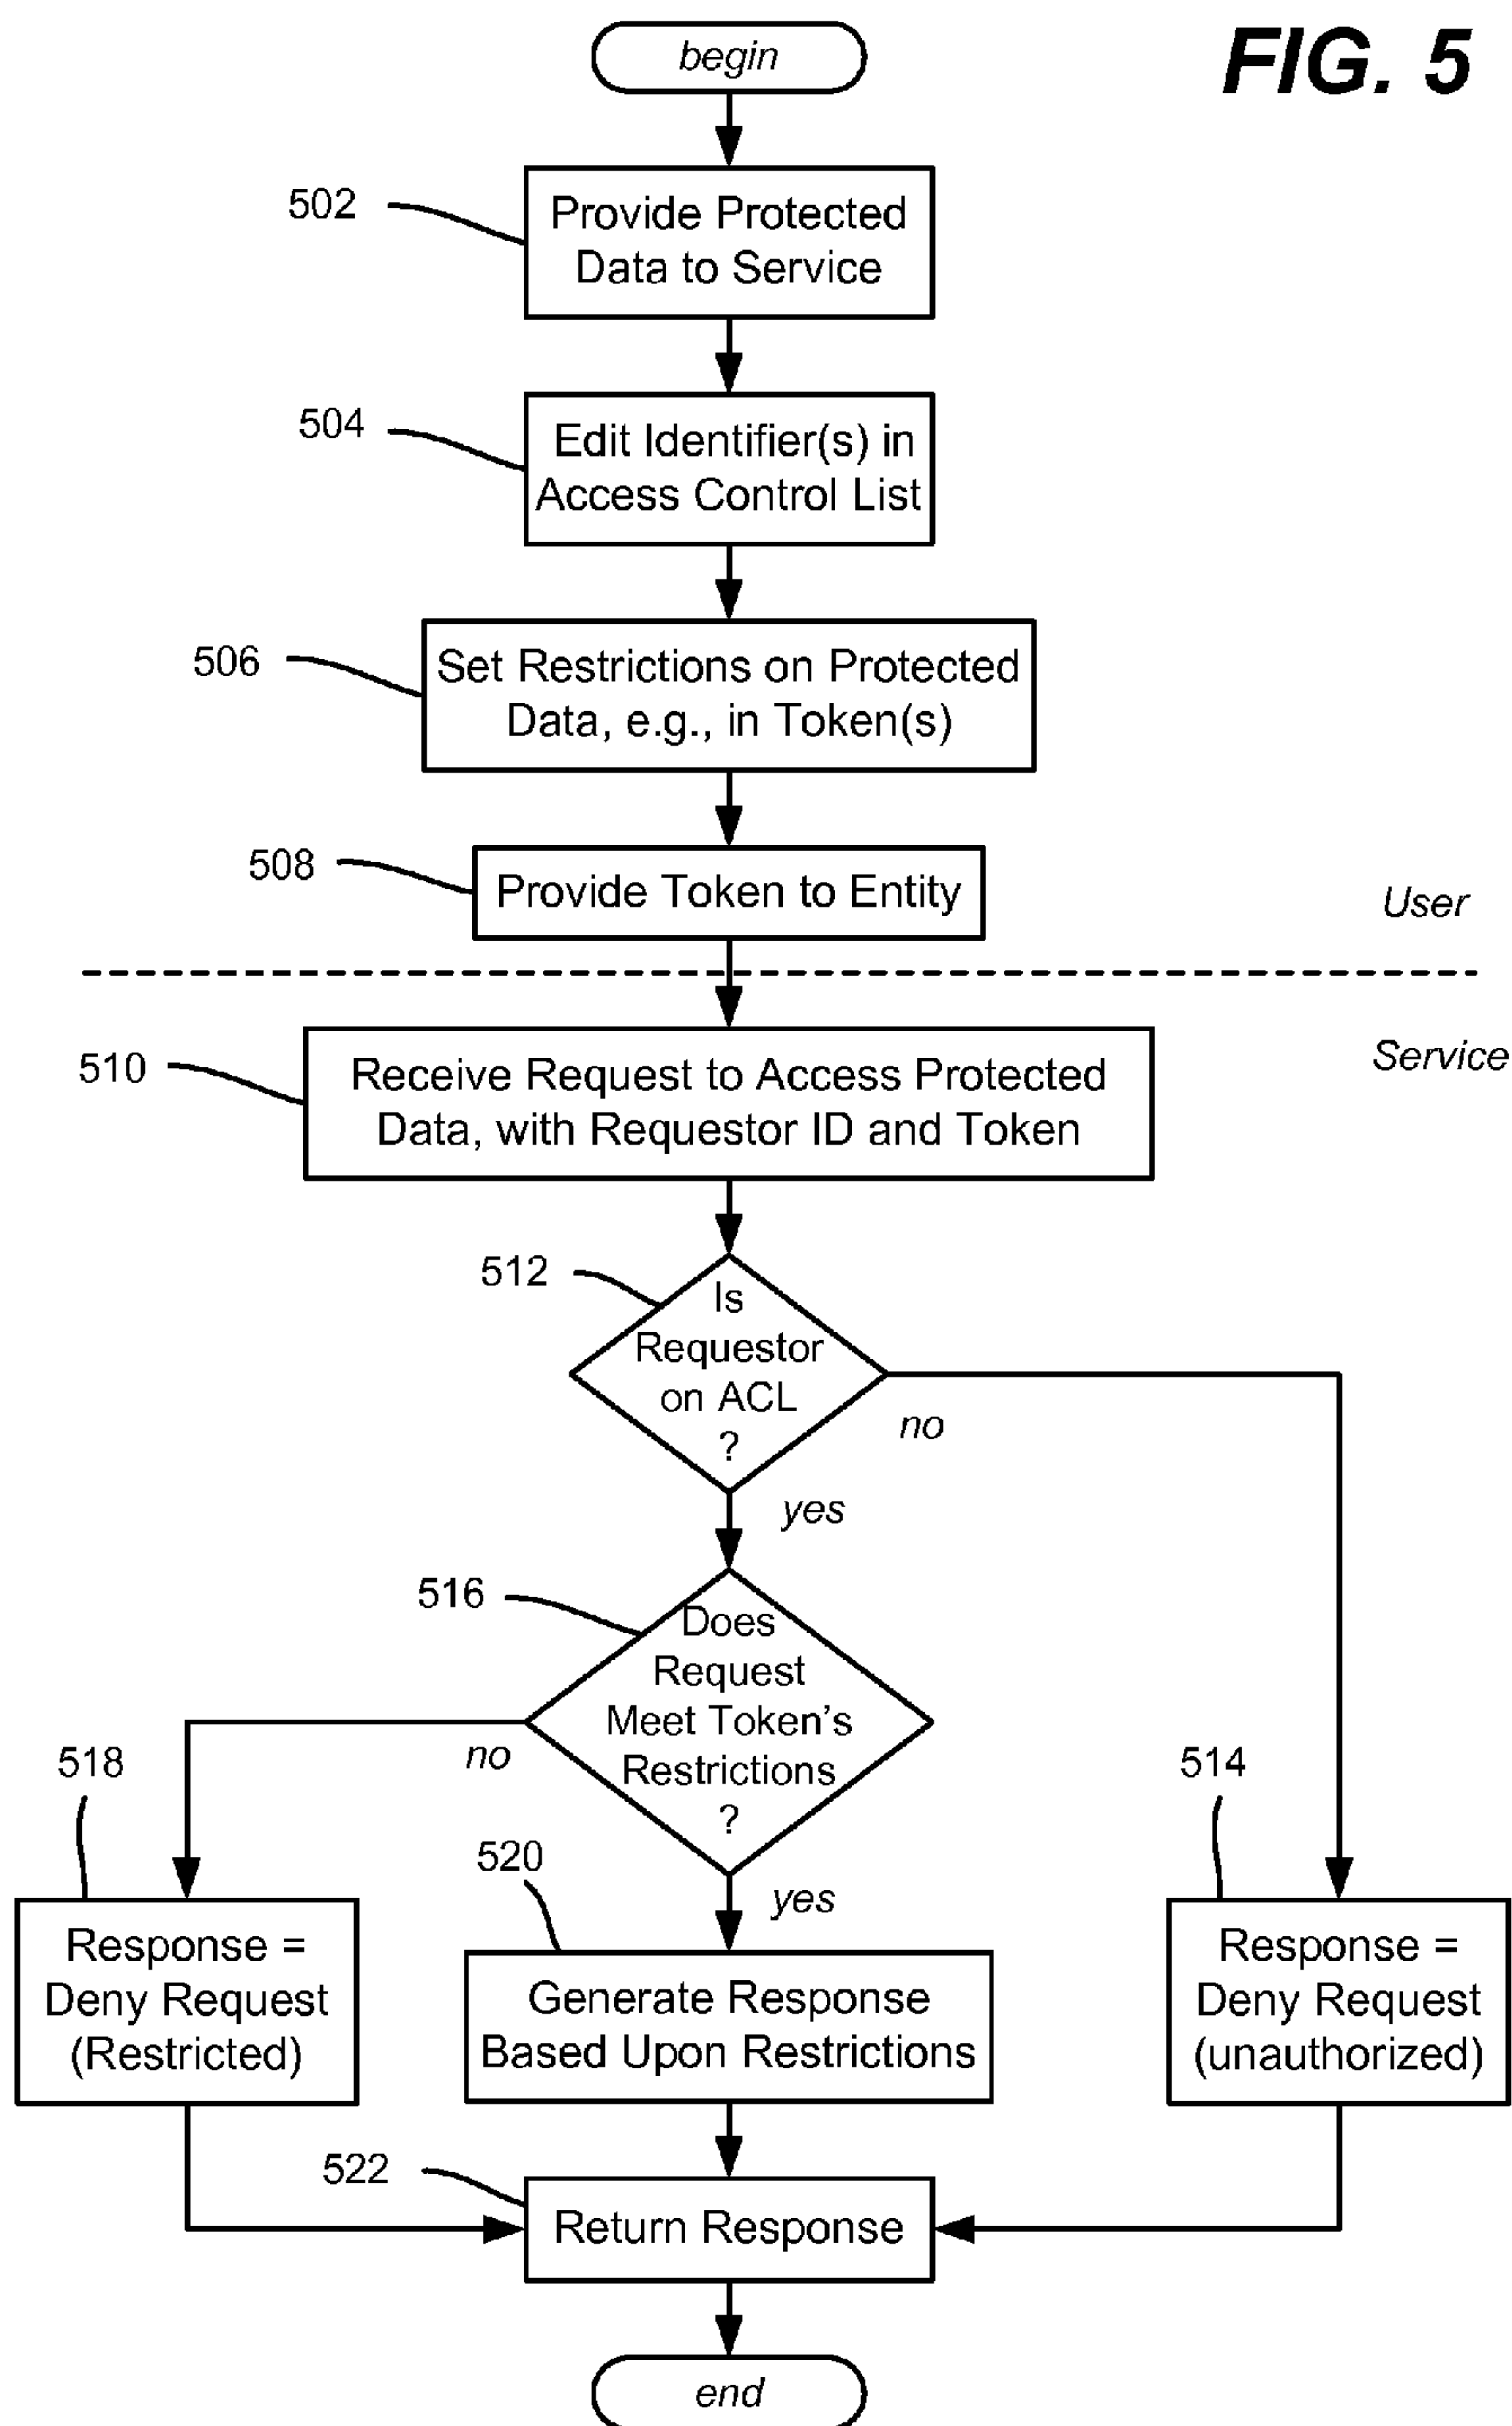 FIG. 5
begin
502
Provide Protected
Data to Service
504
Edit Identifier(s) in
Access Control List
506
Set Restrictions on Protected
Data, e.g., in Token(s)
508
Provide Token to Entity
User
Service
510
Receive Request to Access Protected
Data, with Requestor ID and Token
512
Is
Requestor
on ACL
?
no
yes
516
Does
Request
Meet Token's
Restrictions
?
no
yes
518
Response =
Deny Request
(Restricted)
520
Generate Response
Based Upon Restrictions
514
Response =
Deny Request
(unauthorized)
522
Return Response
end